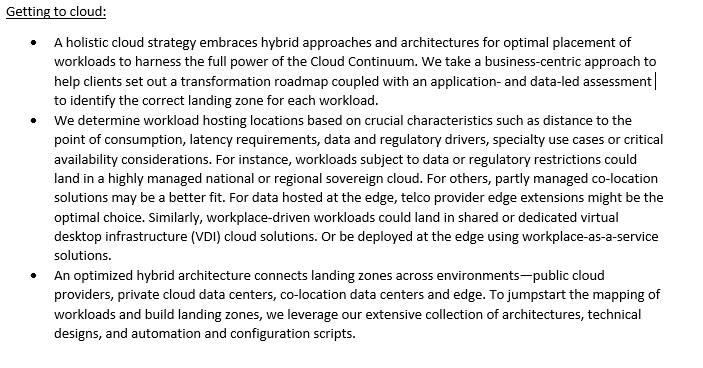 Getting to cloud:
• A holistic cloud strategy embraces hybrid approaches and architectures for optimal placement of
workloads to harness the full power of the Cloud Continuum. We take a business-centric approach to
help clients set out a transformation roadmap coupled with an application- and data-led assessment
to identify the correct landing zone for each workload.
• We determine workload hosting locations based on crucial characteristics such as distance to the
point of consumption, latency requirements, data and regulatory drivers, specialty use cases or critical
availability considerations. For instance, workloads subject to data or regulatory restrictions could
land in a highly managed national or regional sovereign cloud. For others, partly managed co-location
solutions may be a better fit. For data hosted at the edge, telco provider edge extensions might be the
optimal choice. Similarly, workplace-driven workloads could land in shared or dedicated virtual
desktop infrastructure (VDI) cloud solutions. Or be deployed at the edge using workplace-as-a-service
solutions.
• An optimized hybrid architecture connects landing zones across environments—public cloud
providers, private cloud data centers, co-location data centers and edge. To jumpstart the mapping of
workloads and build landing zones, we leverage our extensive collection of architectures, technical
designs, and automation and configuration scripts.